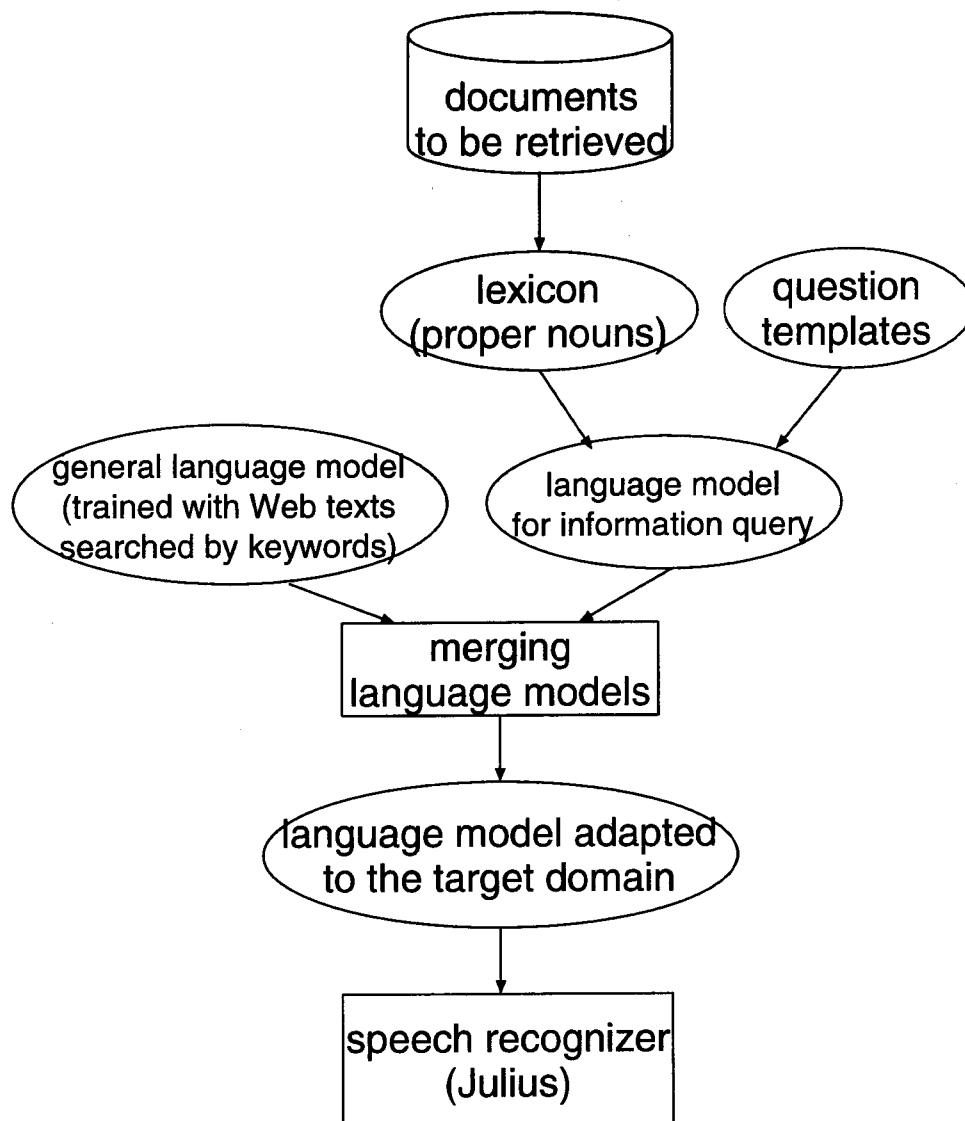 documents
to be retrieved
lexicon
(proper nouns)
question
templates
general language model
(trained with Web texts
searched by keywords)
language model
for information query
merging
language models
language model adapted
to the target domain
speech recognizer
(Julius)